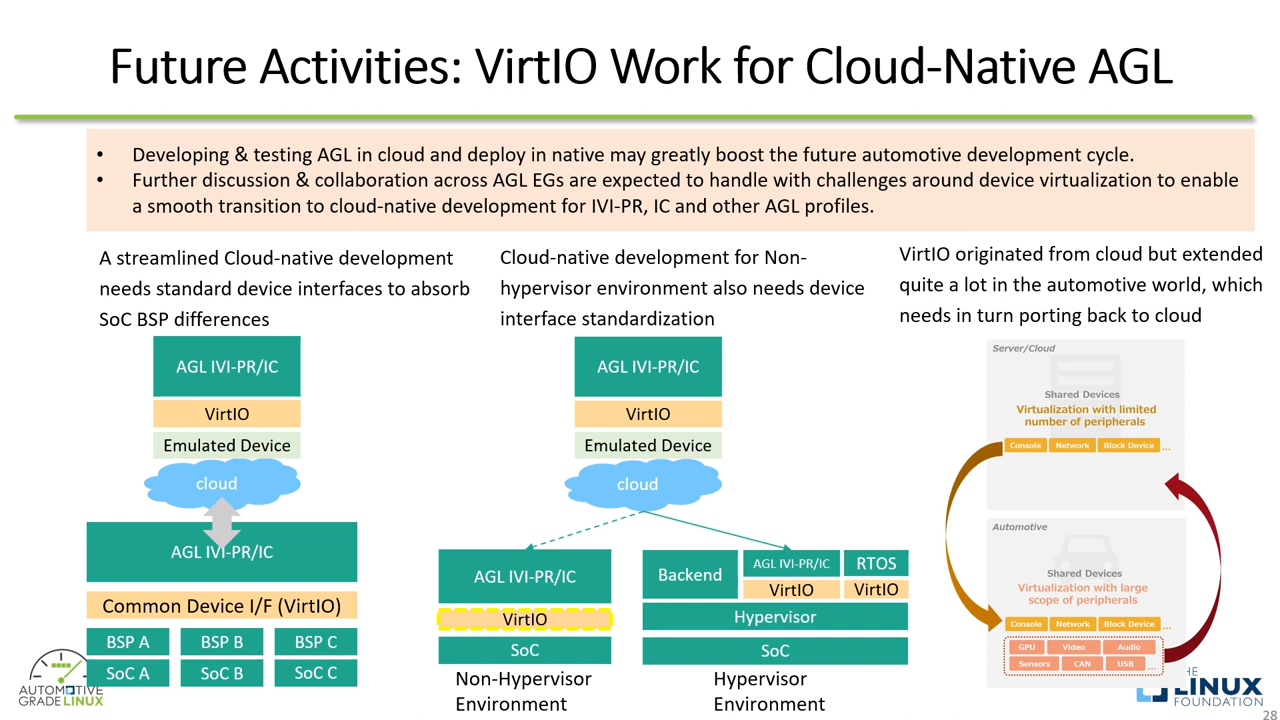 Future Activities: VirtIO Work for Cloud-Native AGL
• Developing & testing AGL in cloud and deploy in native may greatly boost the future automotive development cycle.
• Further discussion & collaboration across AGL EGs are expected to handle with challenges around device virtualization to enable
a smooth transition to cloud-native development for IVI-PR, IC and other AGL profiles.
A streamlined Cloud-native development
needs standard device interfaces to absorb
SoC BSP differences
AGL IVI-PR/IC
VirtIO
Emulated Device
cloud
AGL IVI-PR/IC
Common Device I/F (VirtIO)
BSP A BSP B BSP C
SoC A SoC B SoC C
Cloud-native development for Non-
hypervisor environment also needs device
interface standardization
AGL IVI-PR/IC
VirtIO
Emulated Device
cloud
AGL IVI-PR/IC
VirtIO
SoC
Non-Hypervisor
Environment
Backend
AGL IVI-PR/IC RTOS
VirtIO VirtIO
Hypervisor
SoC
Hypervisor
Environment
VirtIO originated from cloud but extended
quite a lot in the automotive world, which
needs in turn porting back to cloud
Server/Cloud
Shared Devices
Virtualization with limited
number of peripherals
Console Network Block Device ...
Automotive
Shared Devices
Virtualization with large
scope of peripherals
Console Network Block Device ...
GPU Video Audio
Sensors CAN USB ...
AUTOMOTIVE
GRADE LINUX
THE
LINUX
FOUNDATION
28